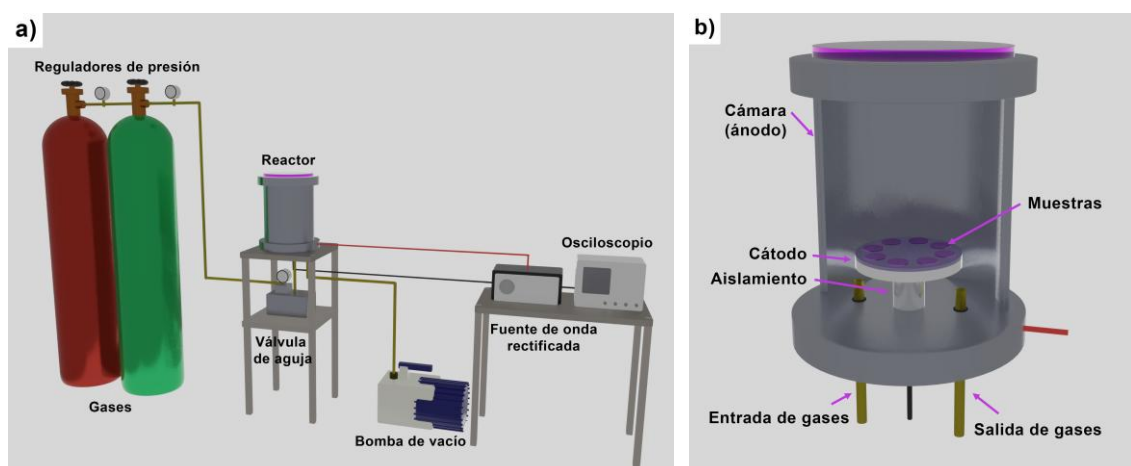 a)
Reguladores de presión
Reactor
Osciloscopio
Fuente de onda
rectificada
Válvula
de aguja
Gases
Bomba de vacío
b)
Cámara
(ánodo)
Muestras
Cátodo
Aislamiento
Entrada de gases
Salida de gases